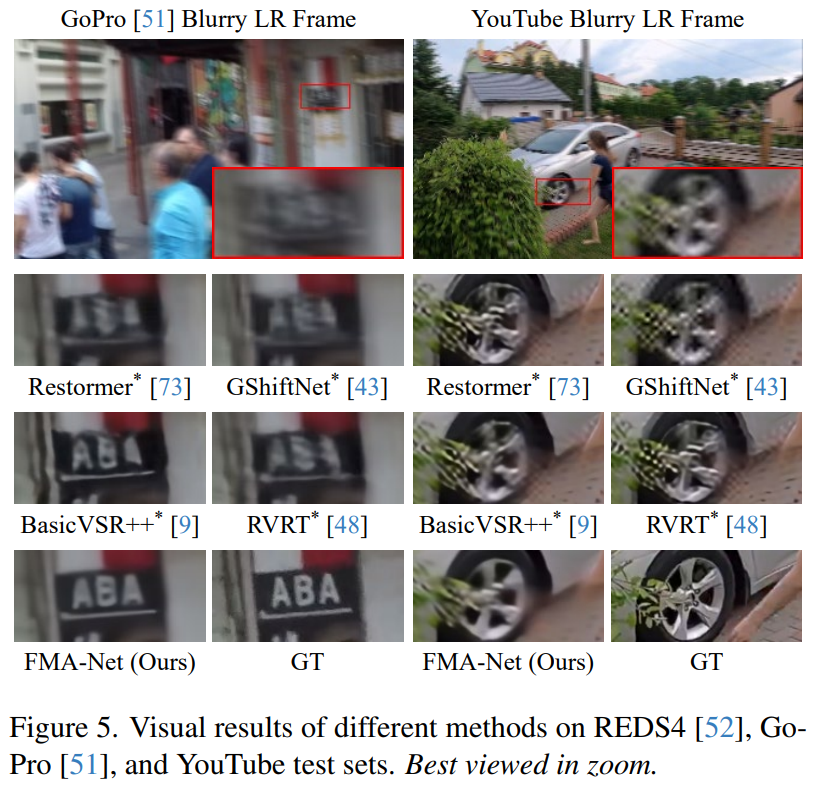 GoPro [51] Blurry LR Frame
YouTube Blurry LR Frame
Restormer* [73]
GShiftNet* [43]
Restormer* [73]
GShiftNet* [43]
ABA
BasicVSR++* [9]
RVRT* [48]
BasicVSR++* [9]
RVRT* [48]
ABA
ABA
FMA-Net (Ours)
GT
FMA-Net (Ours)
GT
Figure 5. Visual results of different methods on REDS4 [52], Go-
Pro [51], and YouTube test sets. Best viewed in zoom.